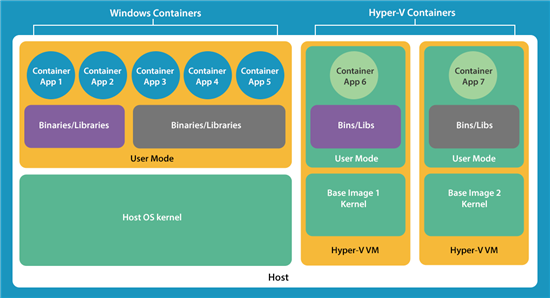 Windows Containers
Hyper-V Containers
Container
App 1
Container
App 2
Container
App 3
Container
App 4
Container
App 5
Binaries/Libraries
Binaries/Libraries
User Mode
Host OS kernel
Container
App 6
Bins/Libs
User Mode
Base Image 1
Kernel
Hyper-V VM
Container
App 7
Bins/Libs
User Mode
Base Image 2
Kernel
Hyper-V VM
Host